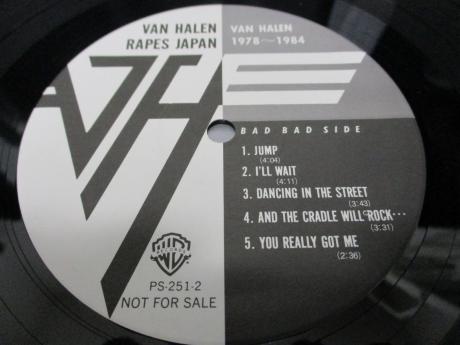 VAN HALEN
RAPES JAPAN
VAN HALEN
1978～1984
VH
BAD BAD SIDE
1. JUMP
(4:04)
2. I'LL WAIT
(4:11)
3. DANCING IN THE STREET
(3:43)
4. AND THE CRADLE WILL ROCK…
(3:31)
5. YOU REALLY GOT ME
(2:36)
PS-251-2
NOT FOR SALE